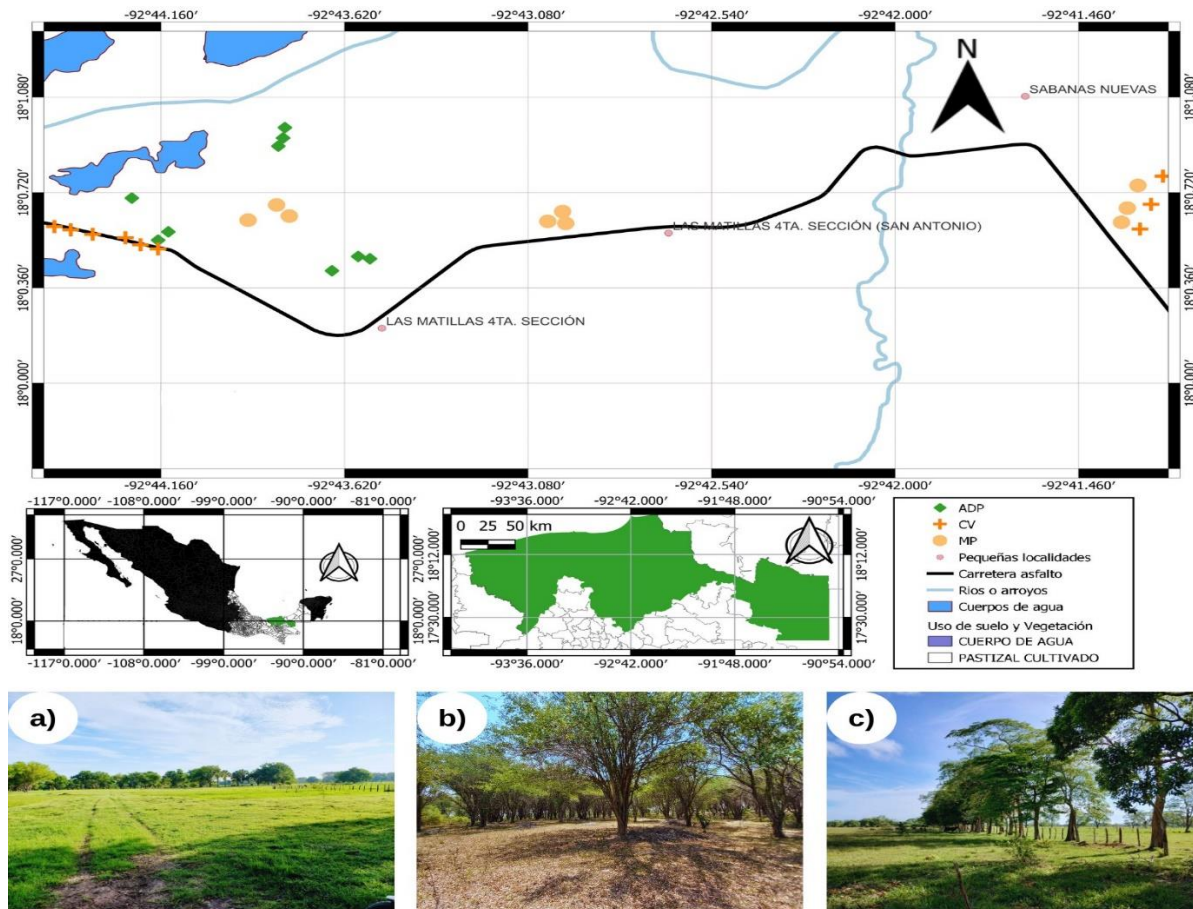 -92°44.160′ -92°43.620′ -92°43.080′ -92°42.540′ -92°42.000′ -92°41.460′
N
18°1.080′ 18°1.080′
SABANAS NUEVAS
18°0.720′ 18°0.720′
LAS MATILLAS 4TA. SECCIÓN (SAN ANTONIO)
18°0.360′ 18°0.360′
LAS MATILLAS 4TA. SECCIÓN
18°0.000′ 18°0.000′
-92°44.160′ -92°43.620′ -92°43.080′ -92°42.540′ -92°42.000′ -92°41.460′
-117°0.000′ -108°0.000′ -99°0.000′ -90°0.000′ -81°0.000′
27°0.000′ 27°0.000′
18°0.000′ 18°0.000′
-117°0.000′ -108°0.000′ -99°0.000′ -90°0.000′ -81°0.000′
-93°36.000′ -92°42.000′ -91°48.000′ -90°54.000′
0 25 50 km
18°12.000′ 18°12.000′
17°30.000′ 17°30.000′
-93°36.000′ -92°42.000′ -91°48.000′ -90°54.000′
ADP
CV
MP
Pequeñas localidades
Carretera asfalto
Rios o arroyos
Cuerpos de agua
Uso de suelo y Vegetación
CUERPO DE AGUA
PASTIZAL CULTIVADO
a) b) c)